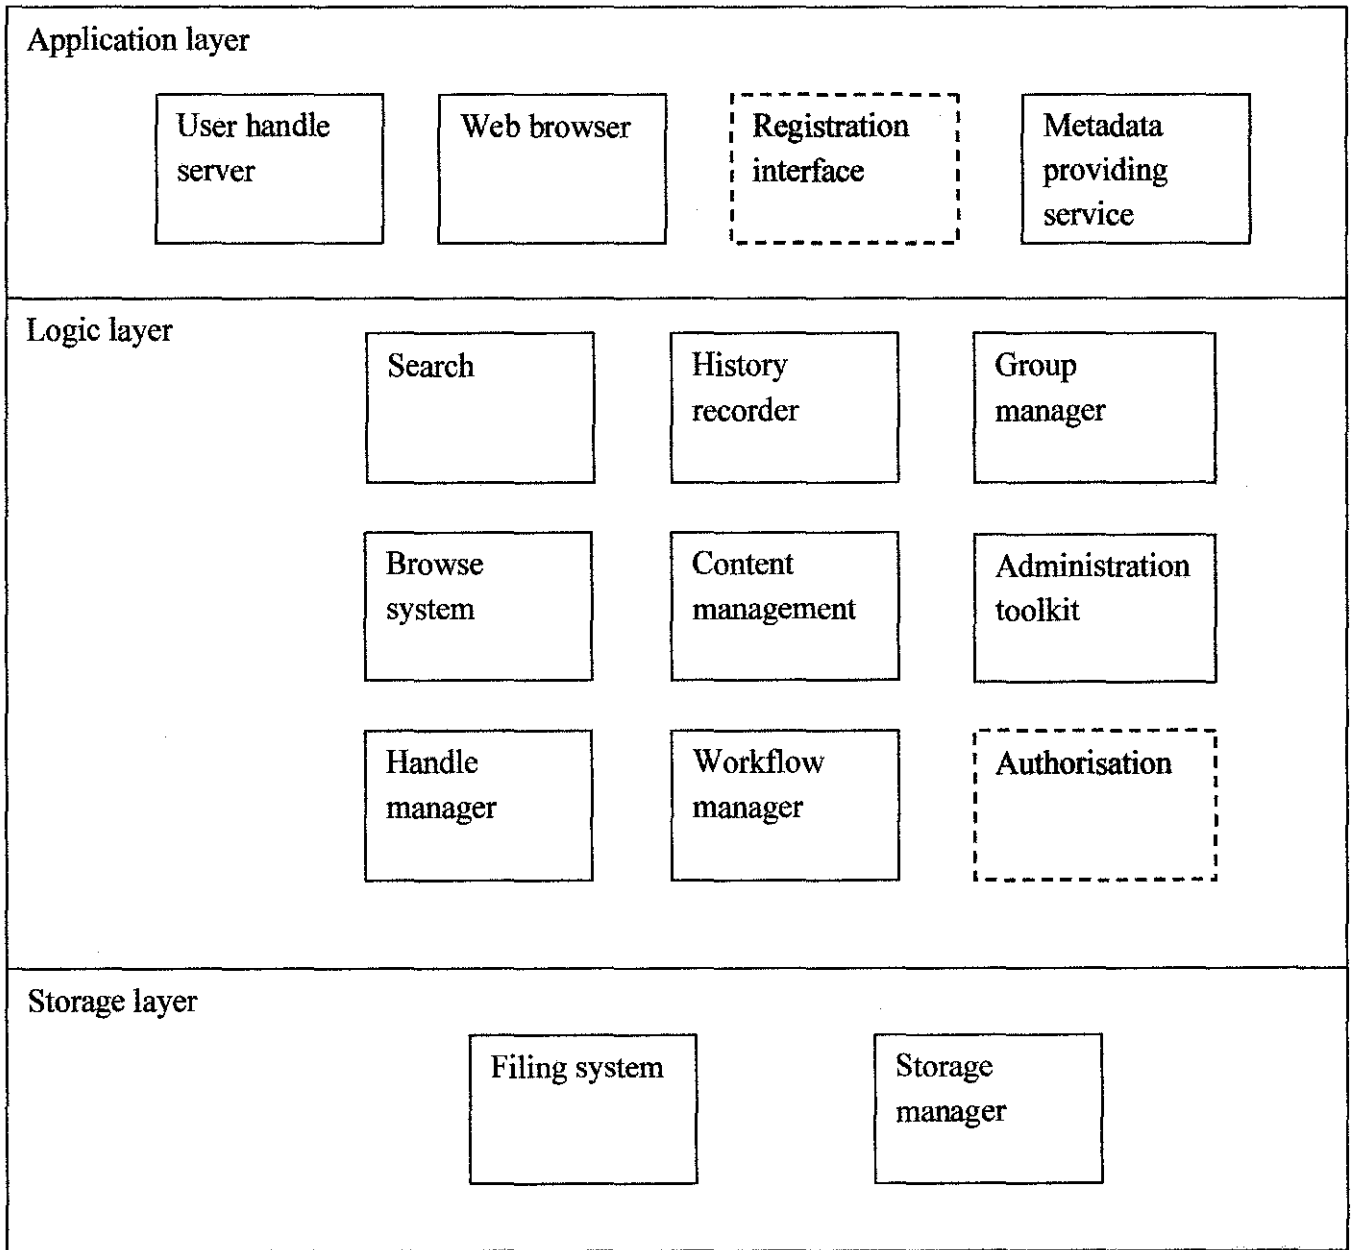 Application layer
User handle
server
Web browser
Registration
interface
Metadata
providing
service
Logic layer
Search
History
recorder
Group
manager
Browse
system
Content
management
Administration
toolkit
Handle
manager
Workflow
manager
Authorisation
Storage layer
Filing system
Storage
manager